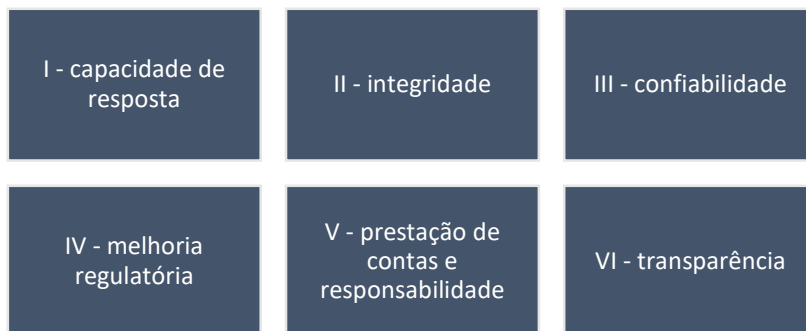 I - capacidade de
resposta
II - integridade
III - confiabilidade
IV - melhoria
regulatória
V - prestação de
contas e
responsabilidade
VI - transparência